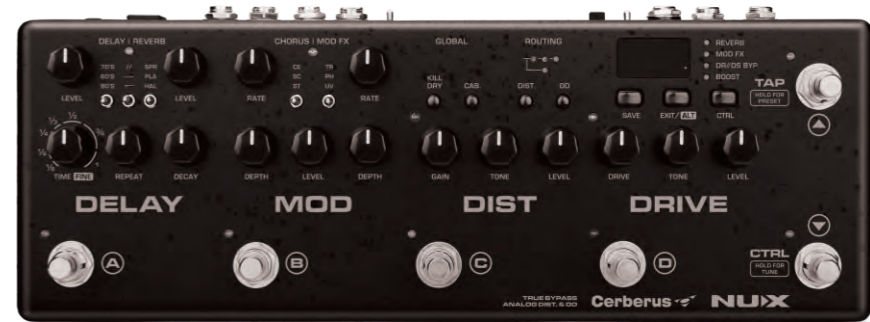 DELAY | REVERB
CHORUS | MOD FX
GLOBAL
ROUTING
REVERB
MOD FX
DR//DS BYP
BOOST
TAP
HOLD FOR
PRESET
70'S // SPR
60'S PLA
80'S HAL
LEVEL
LEVEL
CE TR
SC PH
ST UV
RATE
RATE
KILL
DRY
CAB.
DIST.
OD
SAVE
EXIT/ ALT
CTRL
TIME FINE
REPEAT
DECAY
DEPTH
LEVEL
DEPTH
GAIN
TONE
LEVEL
DRIVE
TONE
LEVEL
DELAY
MOD
DIST
DRIVE
A
B
C
D
CTRL
HOLD FOR
TUNE
TRUE BYPASS
ANALOG DIST. & OD
Cerberus
NUX